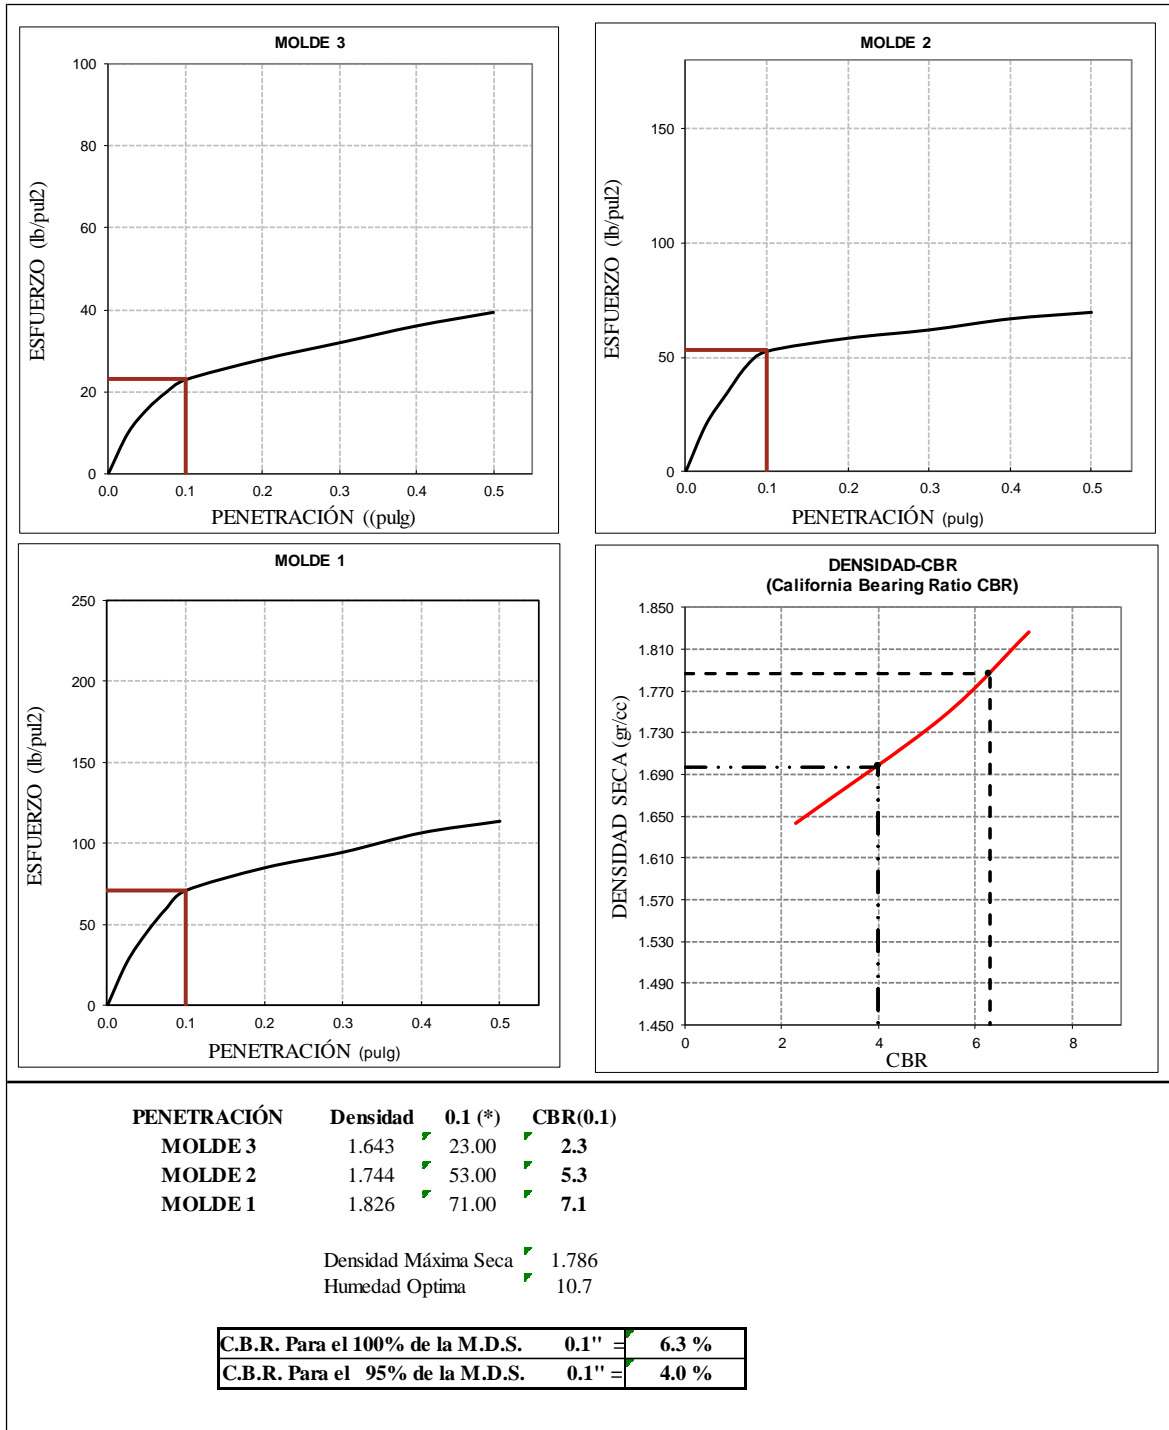 MOLDE 3
100
80
60
40
20
0
0.0 0.1 0.2 0.3 0.4 0.5
ESFUERZO (lb/pul2)
PENETRACIÓN ((pulg)
MOLDE 2
150
100
50
0
0.0 0.1 0.2 0.3 0.4 0.5
ESFUERZO (lb/pul2)
PENETRACIÓN (pulg)
MOLDE 1
250
200
150
100
50
0
0.0 0.1 0.2 0.3 0.4 0.5
ESFUERZO (lb/pul2)
PENETRACIÓN (pulg)
DENSIDAD-CBR
(California Bearing Ratio CBR)
1.850
1.810
1.770
1.730
1.690
1.650
1.610
1.570
1.530
1.490
1.450
0 2 4 6 8
DENSIDAD SECA (gr/cc)
CBR
PENETRACIÓN Densidad 0.1 (*) CBR(0.1)
MOLDE 3 1.643 23.00 2.3
MOLDE 2 1.744 53.00 5.3
MOLDE 1 1.826 71.00 7.1
Densidad Máxima Seca 1.786
Humedad Optima 10.7
C.B.R. Para el 100% de la M.D.S. 0.1" = 6.3 %
C.B.R. Para el 95% de la M.D.S. 0.1" = 4.0 %